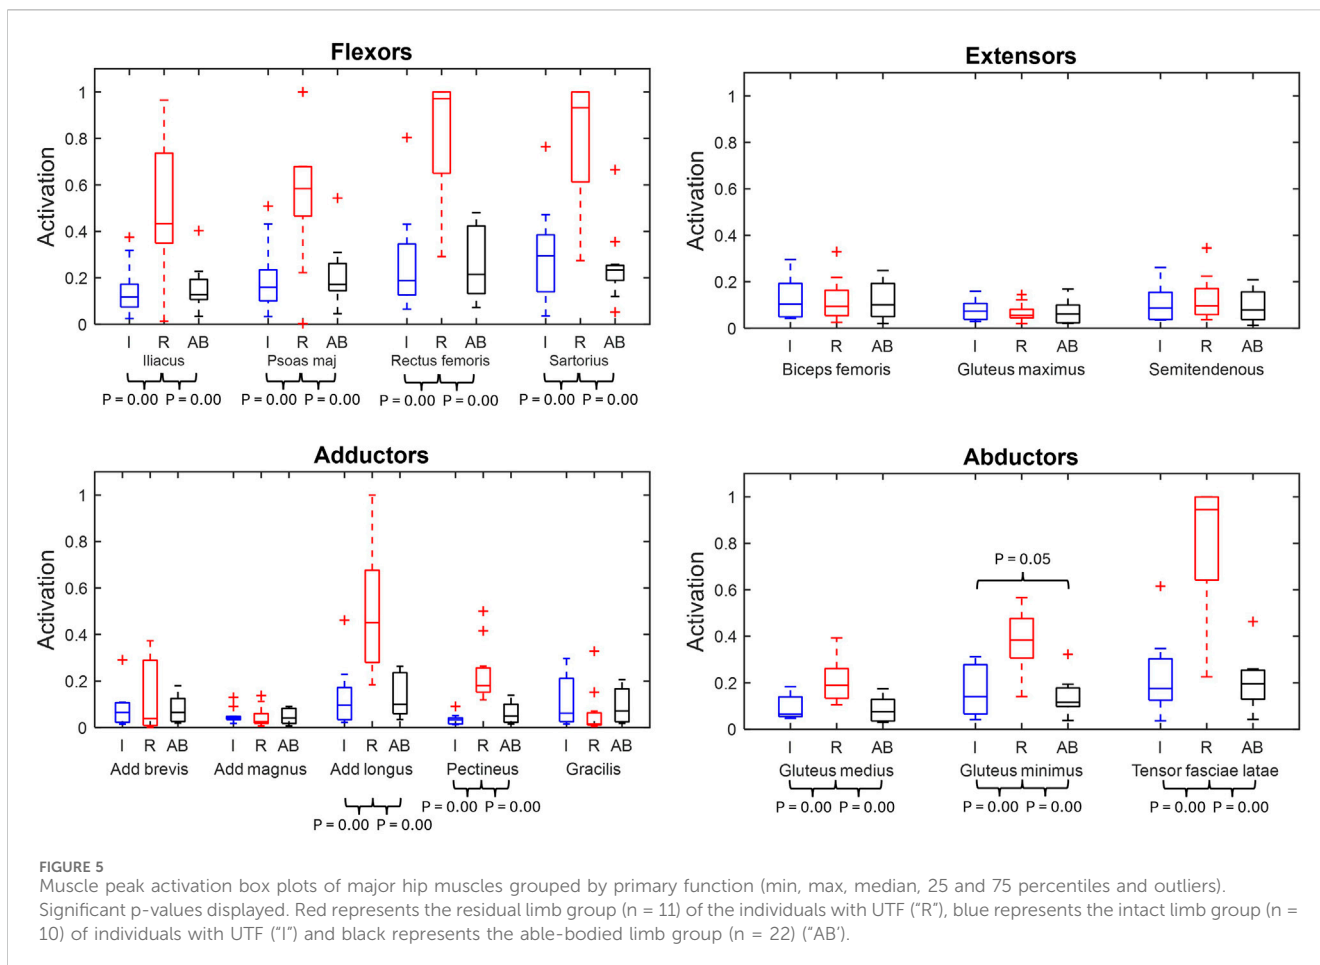 Flexors
1
0.8
0.6
0.4
0.2
0
Activation
I R AB I R AB I R AB I R AB
Iliacus Psoas maj Rectus femoris Sartorius
P = 0.00 P = 0.00 P = 0.00 P = 0.00 P = 0.00 P = 0.00 P = 0.00 P = 0.00
Extensors
1
0.8
0.6
0.4
0.2
0
Activation
I R AB I R AB I R AB
Biceps femoris Gluteus maximus Semitendenous
Adductors
1
0.8
0.6
0.4
0.2
0
Activation
I R AB I R AB I R AB I R AB I R AB
Add brevis Add magnus Add longus Pectineus Gracilis
P = 0.00 P = 0.00
P = 0.00 P = 0.00
Abductors
1
0.8
0.6
0.4
0.2
0
Activation
P = 0.05
I R AB I R AB I R AB
Gluteus medius Gluteus minimus Tensor fasciae latae
P = 0.00 P = 0.00 P = 0.00 P = 0.00 P = 0.00 P = 0.00
FIGURE 5
Muscle peak activation box plots of major hip muscles grouped by primary function (min, max, median, 25 and 75 percentiles and outliers).
Significant p-values displayed. Red represents the residual limb group (n = 11) of the individuals with UTF (“R”), blue represents the intact limb group (n =
10) of individuals with UTF (“I”) and black represents the able-bodied limb group (n = 22) (“AB’).